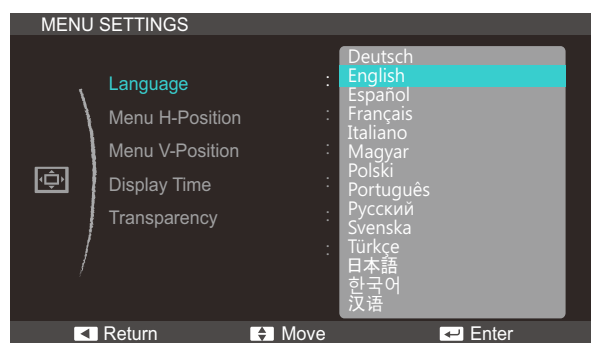 MENU SETTINGS
Language :
Menu H-Position :
Menu V-Position :
Display Time :
Transparency :
:
Deutsch
English
Español
Français
Italiano
Magyar
Polski
Português
Русский
Svenska
Türkçe
日本語
한국어
汉语
Return Move Enter